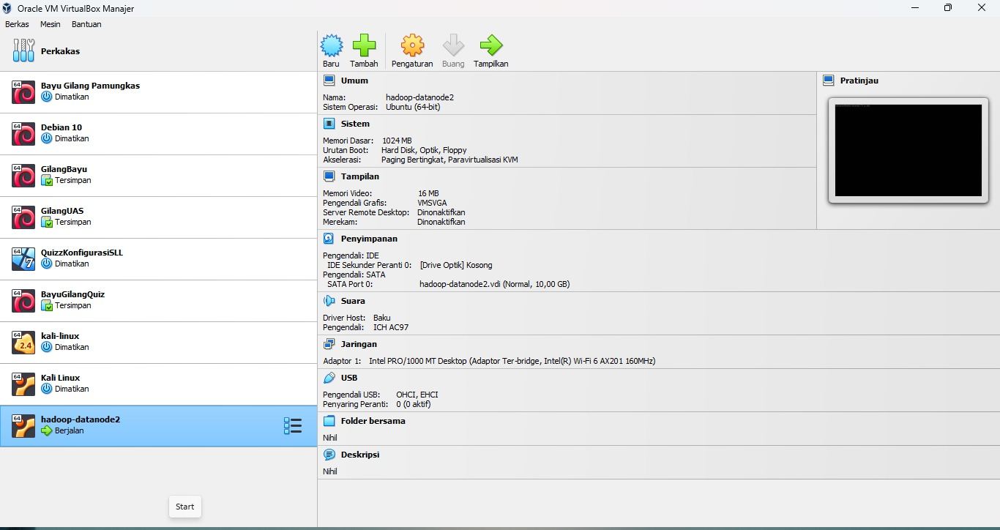 Oracle VM VirtualBox Manajer
Berkas Mesin Bantuan
Perkakas
Baru Tambah Pengaturan Buang Tampilkan
64
Bayu Gilang Pamungkas
Dimatikan
64
Debian 10
Dimatikan
64
GilangBayu
Tersimpan
64
GilangUAS
Tersimpan
64
7
QuizzKonfigurasiSLL
Dimatikan
64
BayuGilangQuiz
Tersimpan
64
2.4
kali-linux
Dimatikan
64
Kali Linux
Dimatikan
64
hadoop-datanode2
Berjalan
Start
Umum
Nama: hadoop-datanode2
Sistem Operasi: Ubuntu (64-bit)
Sistem
Memori Dasar: 1024 MB
Urutan Boot: Hard Disk, Optik, Floppy
Akselerasi: Paging Bertingkat, Paravirtualisasi KVM
Tampilan
Memori Video: 16 MB
Pengendali Grafis: VMSVGA
Server Remote Desktop: Dinonaktifkan
Merekam: Dinonaktifkan
Penyimpanan
Pengendali: IDE
IDE Sekunder Peranti 0: [Drive Optik] Kosong
Pengendali: SATA
SATA Port 0: hadoop-datanode2.vdi (Normal, 10,00 GB)
Suara
Driver Host: Baku
Pengendali: ICH AC97
Jaringan
Adaptor 1: Intel PRO/1000 MT Desktop (Adaptor Ter-bridge, Intel(R) Wi-Fi 6 AX201 160MHz)
USB
Pengendali USB: OHCI, EHCI
Penyaring Peranti: 0 (0 aktif)
Folder bersama
Nihil
Deskripsi
Nihil
Pratinjau